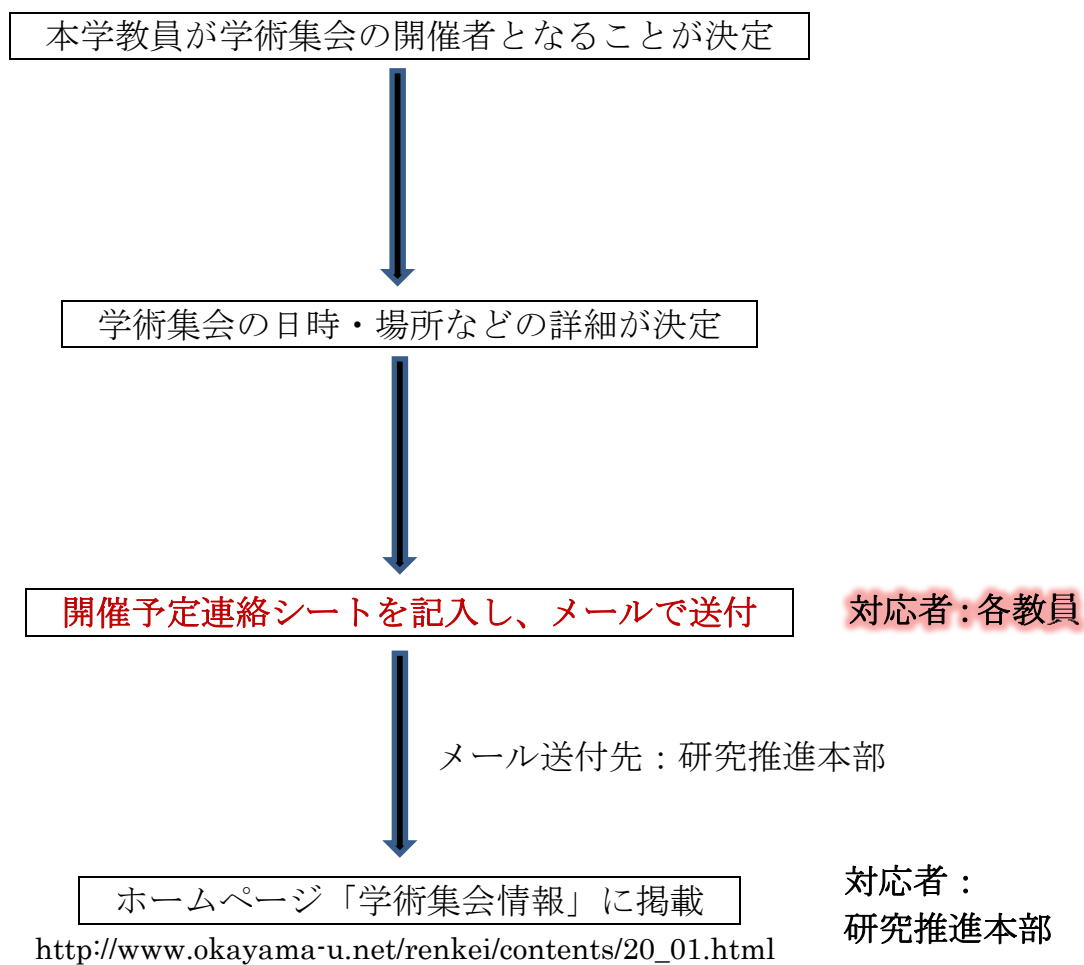 本学教員が学術集会の開催者となることが決定
学術集会の日時・場所などの詳細が決定
開催予定連絡シートを記入し、メールで送付
対応者:各教員
メール送付先:研究推進本部
ホームページ「学術集会情報」に掲載
http://www.okayama-u.net/renkei/contents/20_01.html
対応者:
研究推進本部